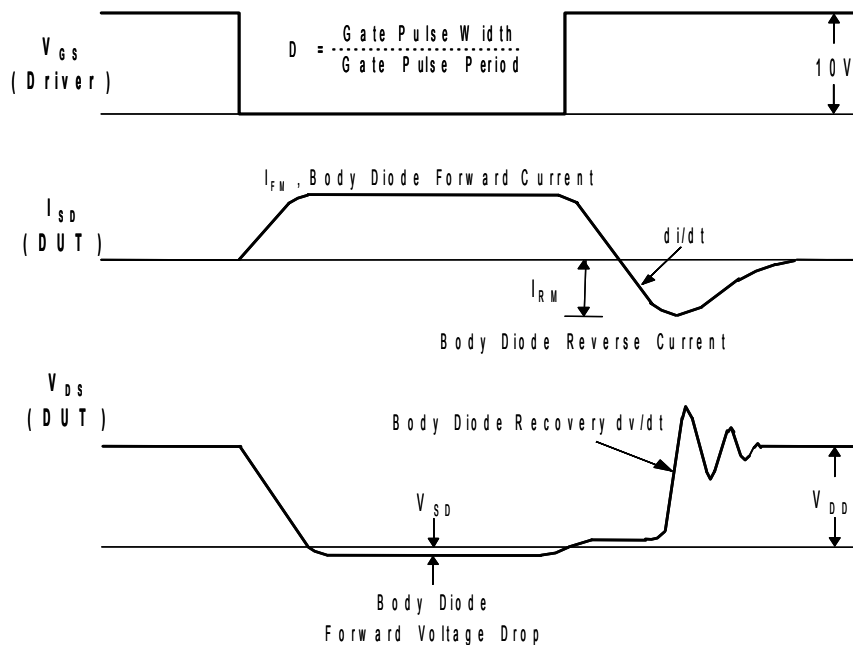 V GS
(Driver)
D = Gate Pulse Width
Gate Pulse Period
10V
I FM , Body Diode Forward Current
I SD
(DUT)
di/dt
I RM
Body Diode Reverse Current
V DS
(DUT)
Body Diode Recovery dv/dt
V SD
V DD
Body Diode
Forward Voltage Drop